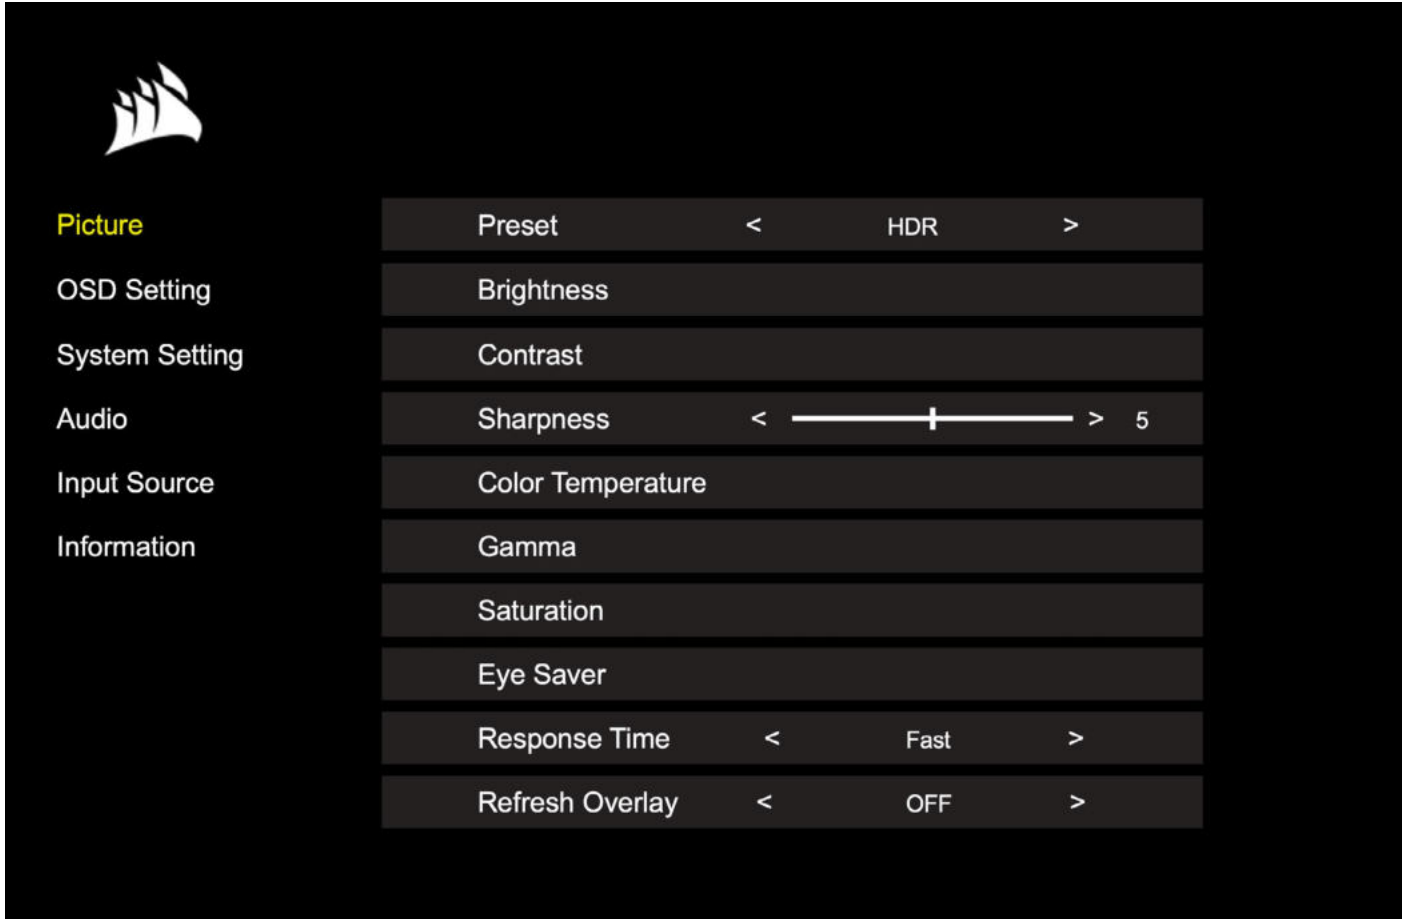 Picture
OSD Setting
System Setting
Audio
Input Source
Information
Preset < HDR >
Brightness
Contrast
Sharpness < > 5
Color Temperature
Gamma
Saturation
Eye Saver
Response Time < Fast >
Refresh Overlay < OFF >